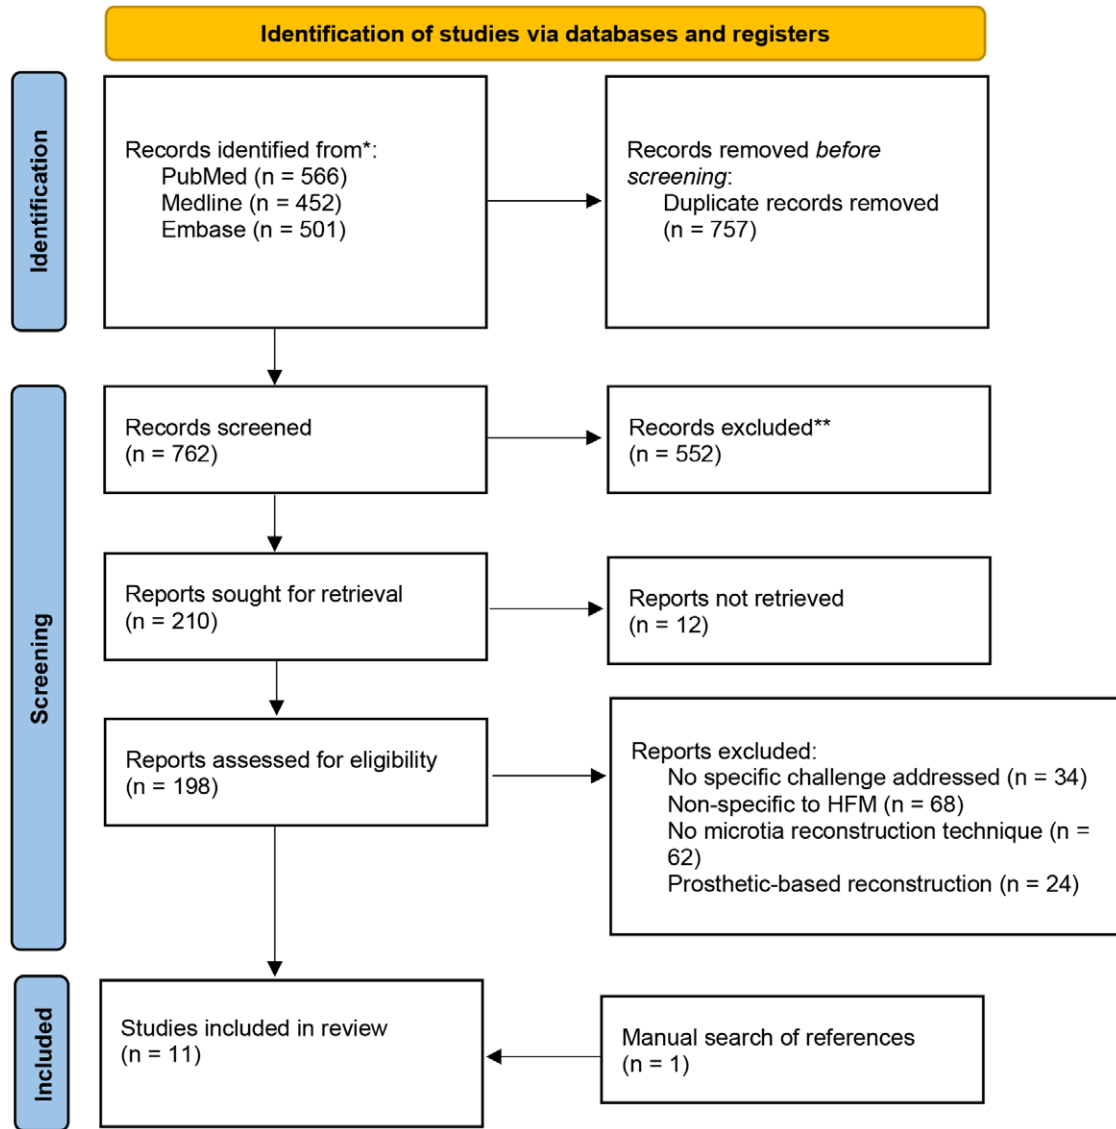 Identification of studies via databases and registers
Identification
Records identified from*:
PubMed (n = 566)
Medline (n = 452)
Embase (n = 501)
Records removed before
screening:
Duplicate records removed
(n = 757)
Screening
Records screened
(n = 762)
Records excluded**
(n = 552)
Reports sought for retrieval
(n = 210)
Reports not retrieved
(n = 12)
Reports assessed for eligibility
(n = 198)
Reports excluded:
No specific challenge addressed (n = 34)
Non-specific to HFM (n = 68)
No microtia reconstruction technique (n =
62)
Prosthetic-based reconstruction (n = 24)
Included
Studies included in review
(n = 11)
Manual search of references
(n = 1)